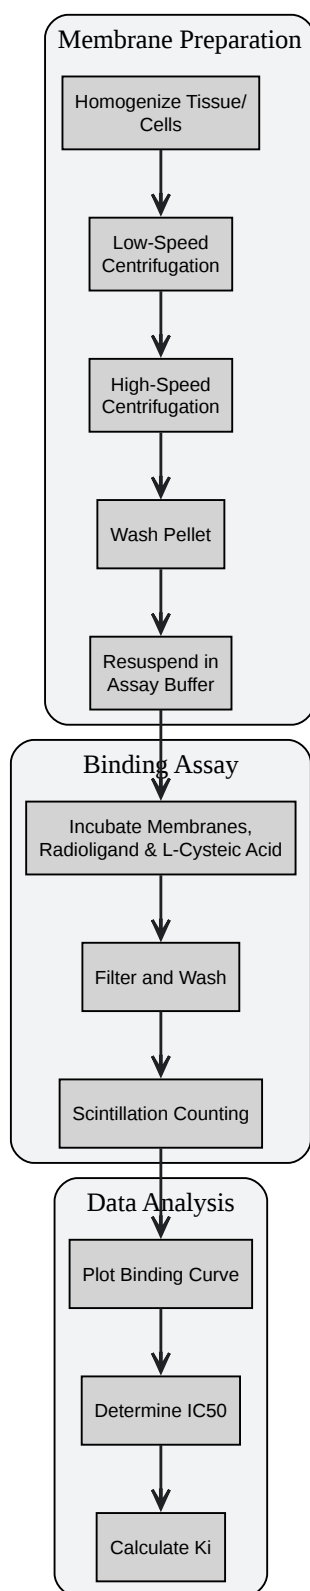 Membrane Preparation
Homogenize Tissue/
Cells
Low-Speed
Centrifugation
High-Speed
Centrifugation
Wash Pellet
Resuspend in
Assay Buffer
Binding Assay
Incubate Membranes,
Radioligand & L-Cysteic Acid
Filter and Wash
Scintillation Counting
Data Analysis
Plot Binding Curve
Determine IC50
Calculate Ki